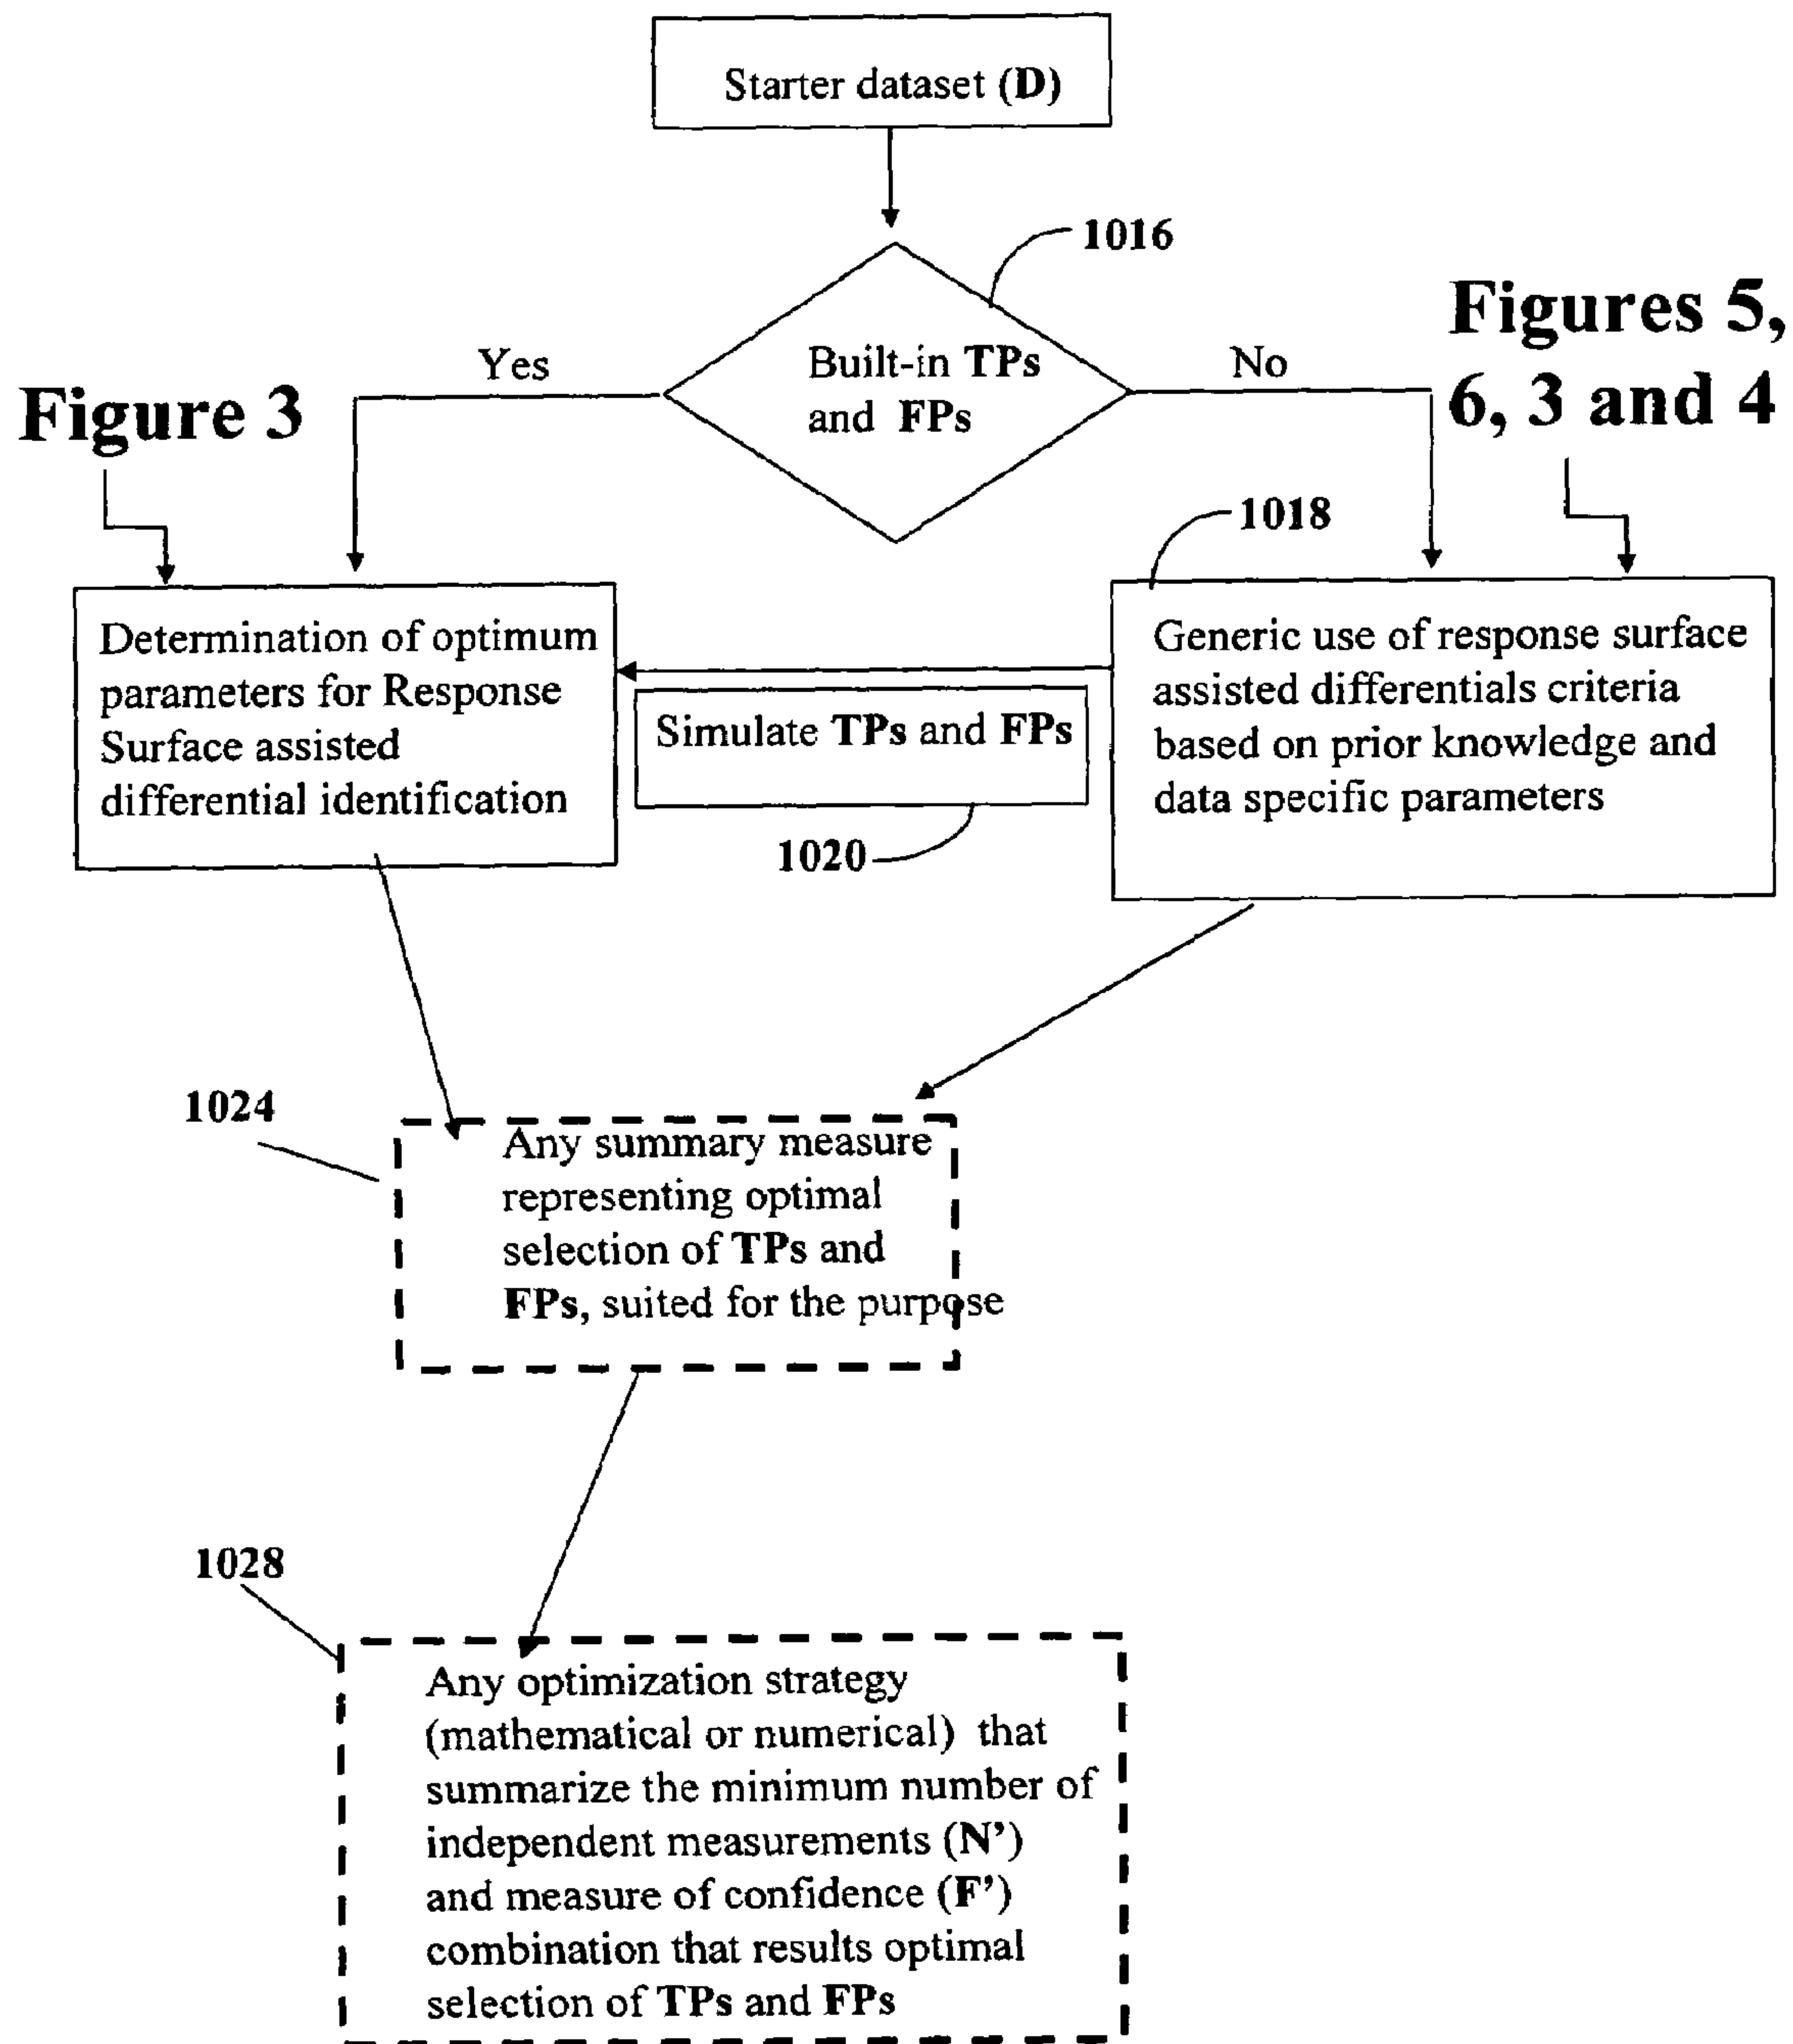 Starter dataset (D)
1016
Figures 5,
6, 3 and 4
Yes
Built-in TPs
and FPs
No
Figure 3
1018
Determination of optimum
parameters for Response
Surface assisted
differential identification
Simulate TPs and FPs
1020
Generic use of response surface
assisted differentials criteria
based on prior knowledge and
data specific parameters
1024
Any summary measure
representing optimal
selection of TPs and
FPs, suited for the purpose
1028
Any optimization strategy
(mathematical or numerical) that
summarize the minimum number of
independent measurements (N’)
and measure of confidence (F’)
combination that results optimal
selection of TPs and FPs